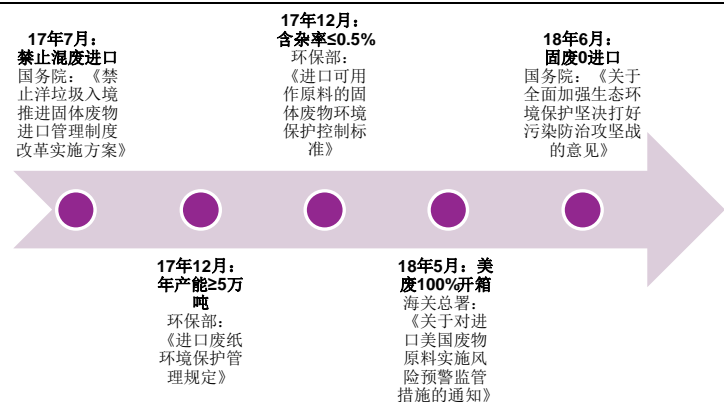 17年7月：
禁止混废进口
国务院：《禁
止洋垃圾入境
推进固体废物
进口管理制度
改革实施方案》
17年12月：
年产能≥5万
吨
环保部：
《进口废纸
环境保护管
理规定》
17年12月：
含杂率≤0.5%
环保部：
《进口可用
作原料的固
体废物环境
保护控制标
准》
18年5月：美
废100%开箱
海关总署：
《关于对进
口美国废物
原料实施风
险预警监管
措施的通知》
18年6月：
固废0进口
国务院：《关于
全面加强生态环
境保护坚决打好
污染防治攻坚战
的意见》